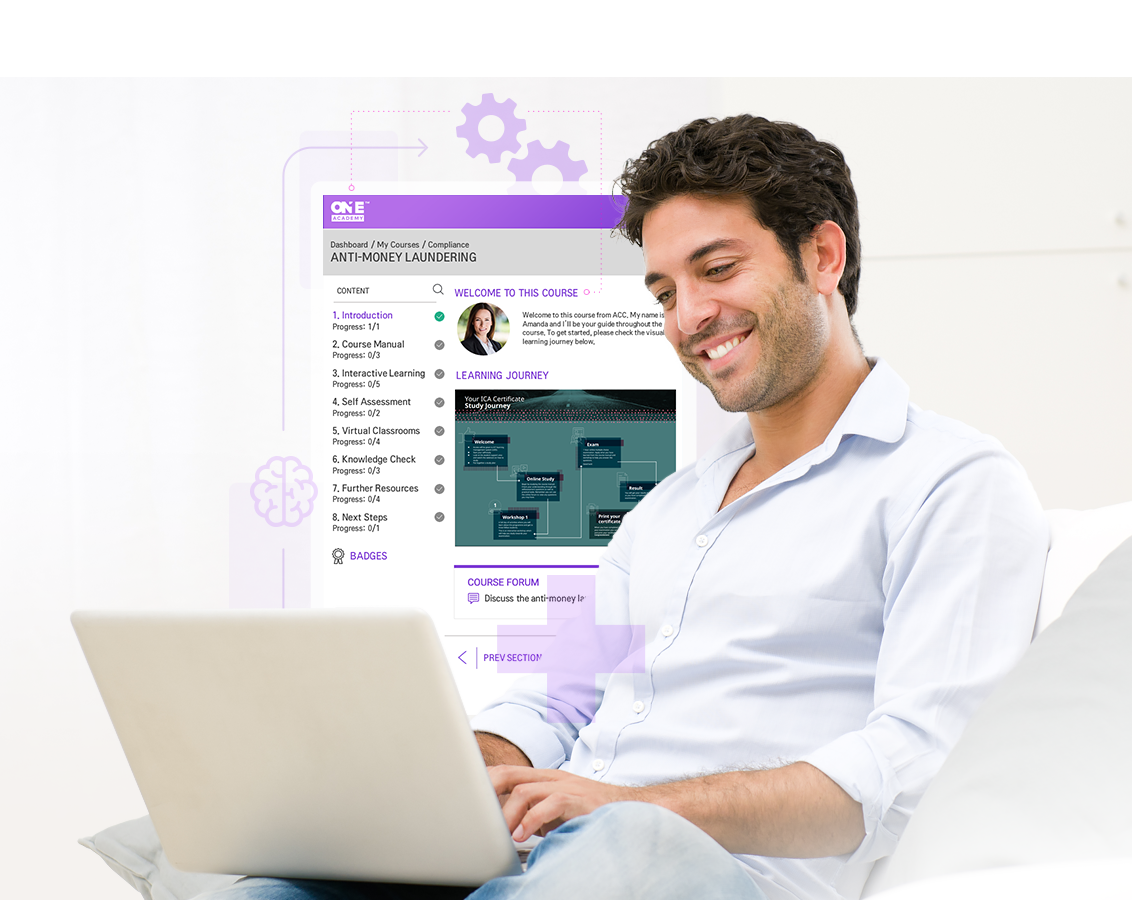 ONE™
ACADEMY
Dashboard / My Courses / Compliance
ANTI-MONEY LAUNDERING
CONTENT
1. Introduction
Progress: 1/1
2. Course Manual
Progress: 0/3
3. Interactive Learning
Progress: 0/5
4. Self Assessment
Progress: 0/2
5. Virtual Classrooms
Progress: 0/4
6. Knowledge Check
Progress: 0/3
7. Further Resources
Progress: 0/4
8. Next Steps
Progress: 0/1
BADGES
WELCOME TO THIS COURSE
Welcome to this course from ACC, My name is
Amanda and I'll be your guide throughout the
course, To get started, please check the visual
learning journey below,
LEARNING JOURNEY
Your ICA Certificate
Study Journey
Welcome
Exam
Online Study
Result
1
Workshop 1
Print your
certificate
COURSE FORUM
Discuss the anti-money
PREV SECTION